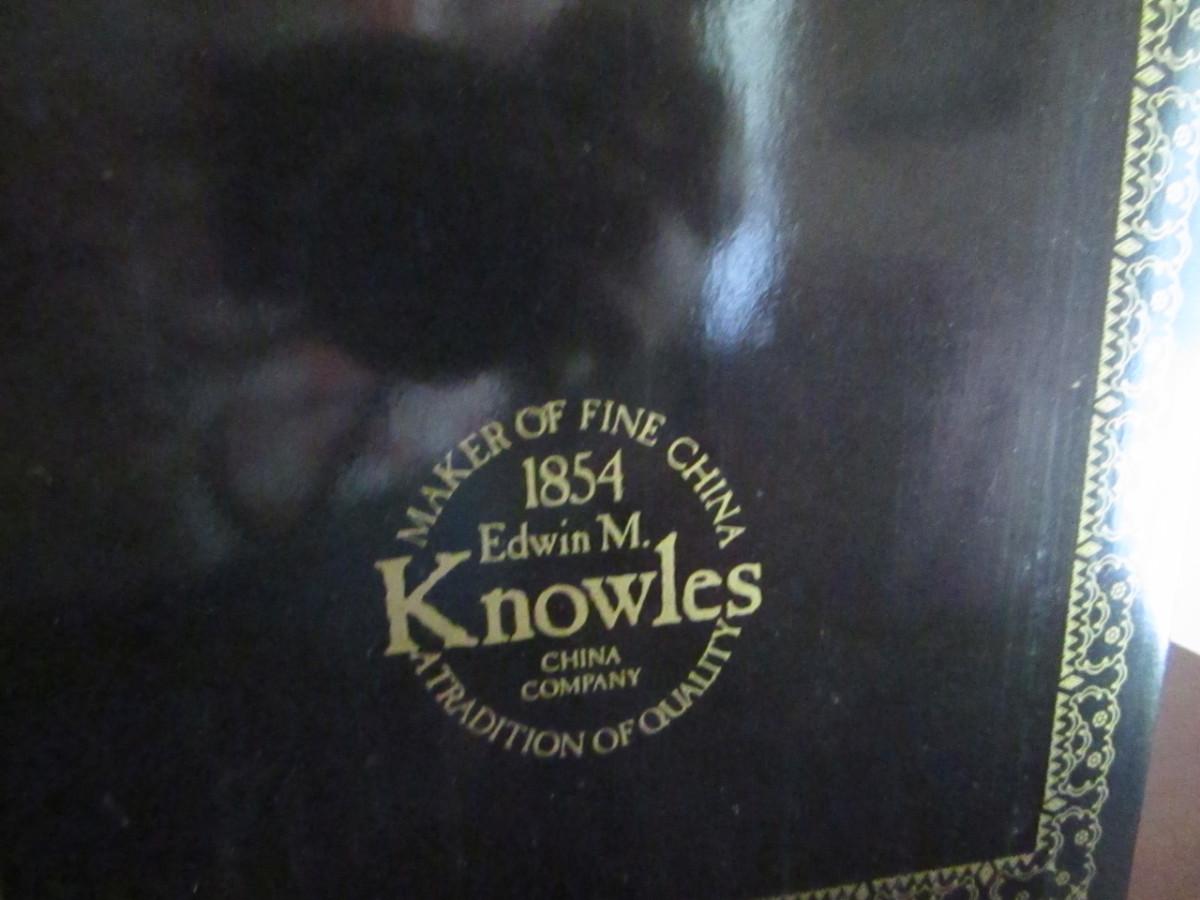 MAKER OF FINE CHINA
1854
Edwin M.
Knowles
CHINA
COMPANY
A TRADITION OF QUALITY